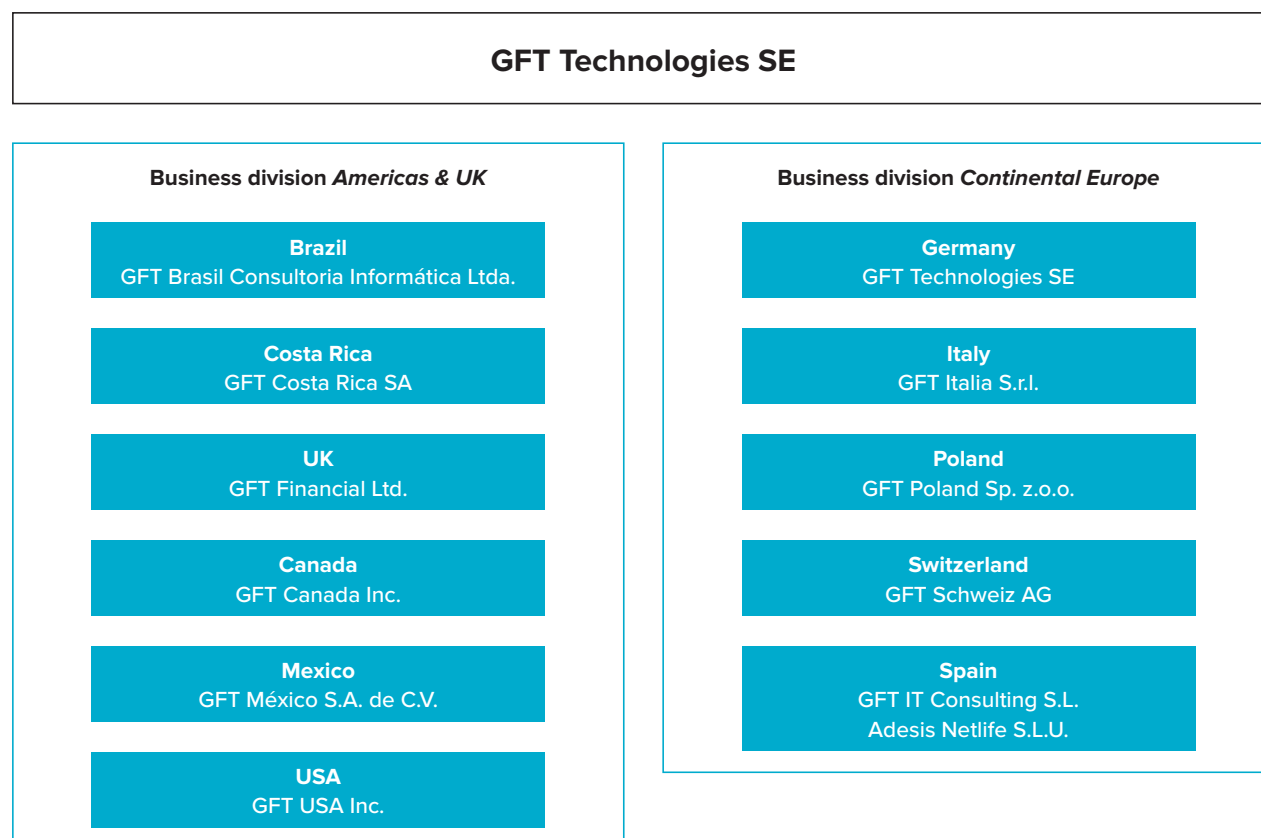 GFT Technologies SE
Business division Americas & UK
Brazil
GFT Brasil Consultoria Informática Ltda.
Costa Rica
GFT Costa Rica SA
UK
GFT Financial Ltd.
Canada
GFT Canada Inc.
Mexico
GFT México S.A. de C.V.
USA
GFT USA Inc.
Business division Continental Europe
Germany
GFT Technologies SE
Italy
GFT Italia S.r.l.
Poland
GFT Poland Sp. z.o.o.
Switzerland
GFT Schweiz AG
Spain
GFT IT Consulting S.L.
Adesis Netlife S.L.U.